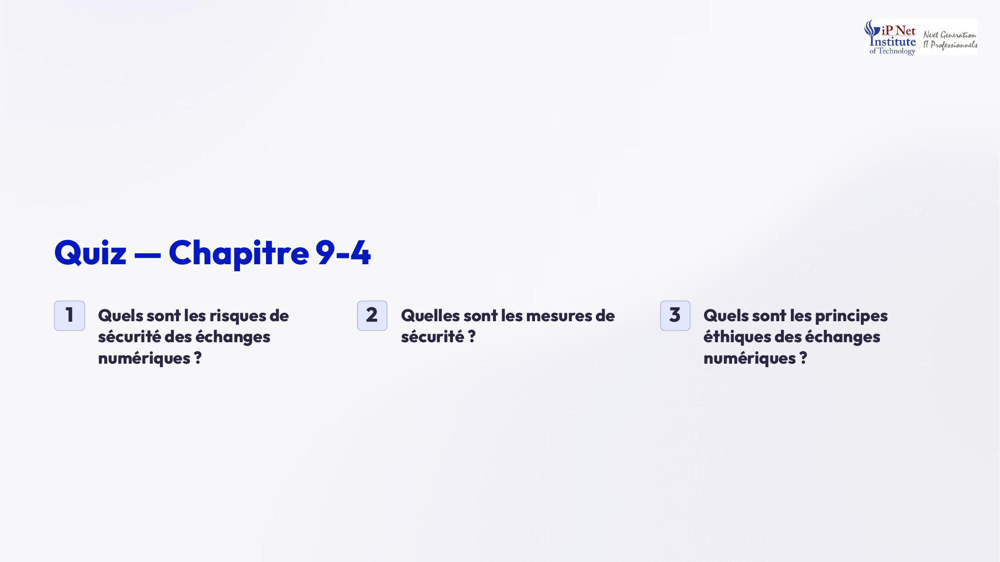 iP Net
Institute
of Technology
Next Generation
IT Professionnels
Quiz — Chapitre 9-4
1
Quels sont les risques de
sécurité des échanges
numériques ?
2
Quelles sont les mesures de
sécurité ?
3
Quels sont les principes
éthiques des échanges
numériques ?